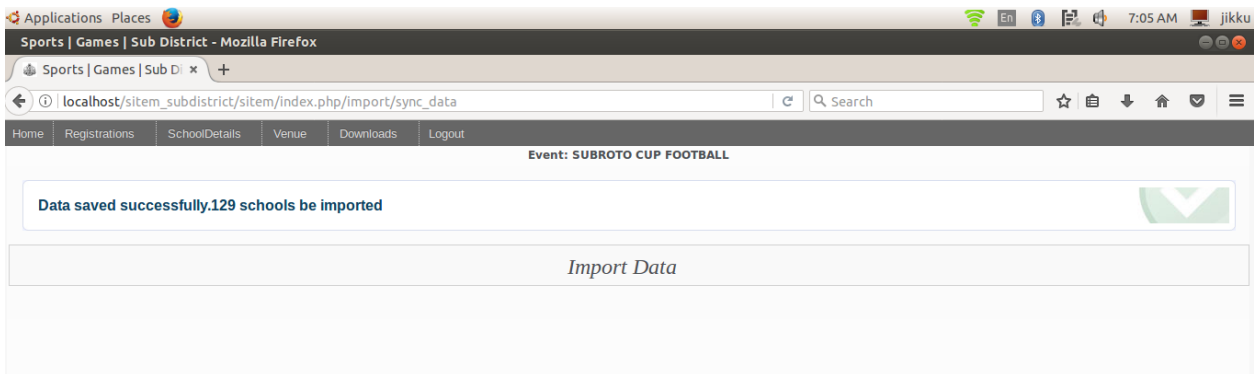 Applications Places En 7:05 AM jikku
Sports | Games | Sub District - Mozilla Firefox
Sports | Games | Sub Di
localhost/sitem_subdistrict/sitem/index.php/import/sync_data Search
Home Registrations SchoolDetails Venue Downloads Logout
Event: SUBROTO CUP FOOTBALL
Data saved successfully.129 schools be imported
Import Data